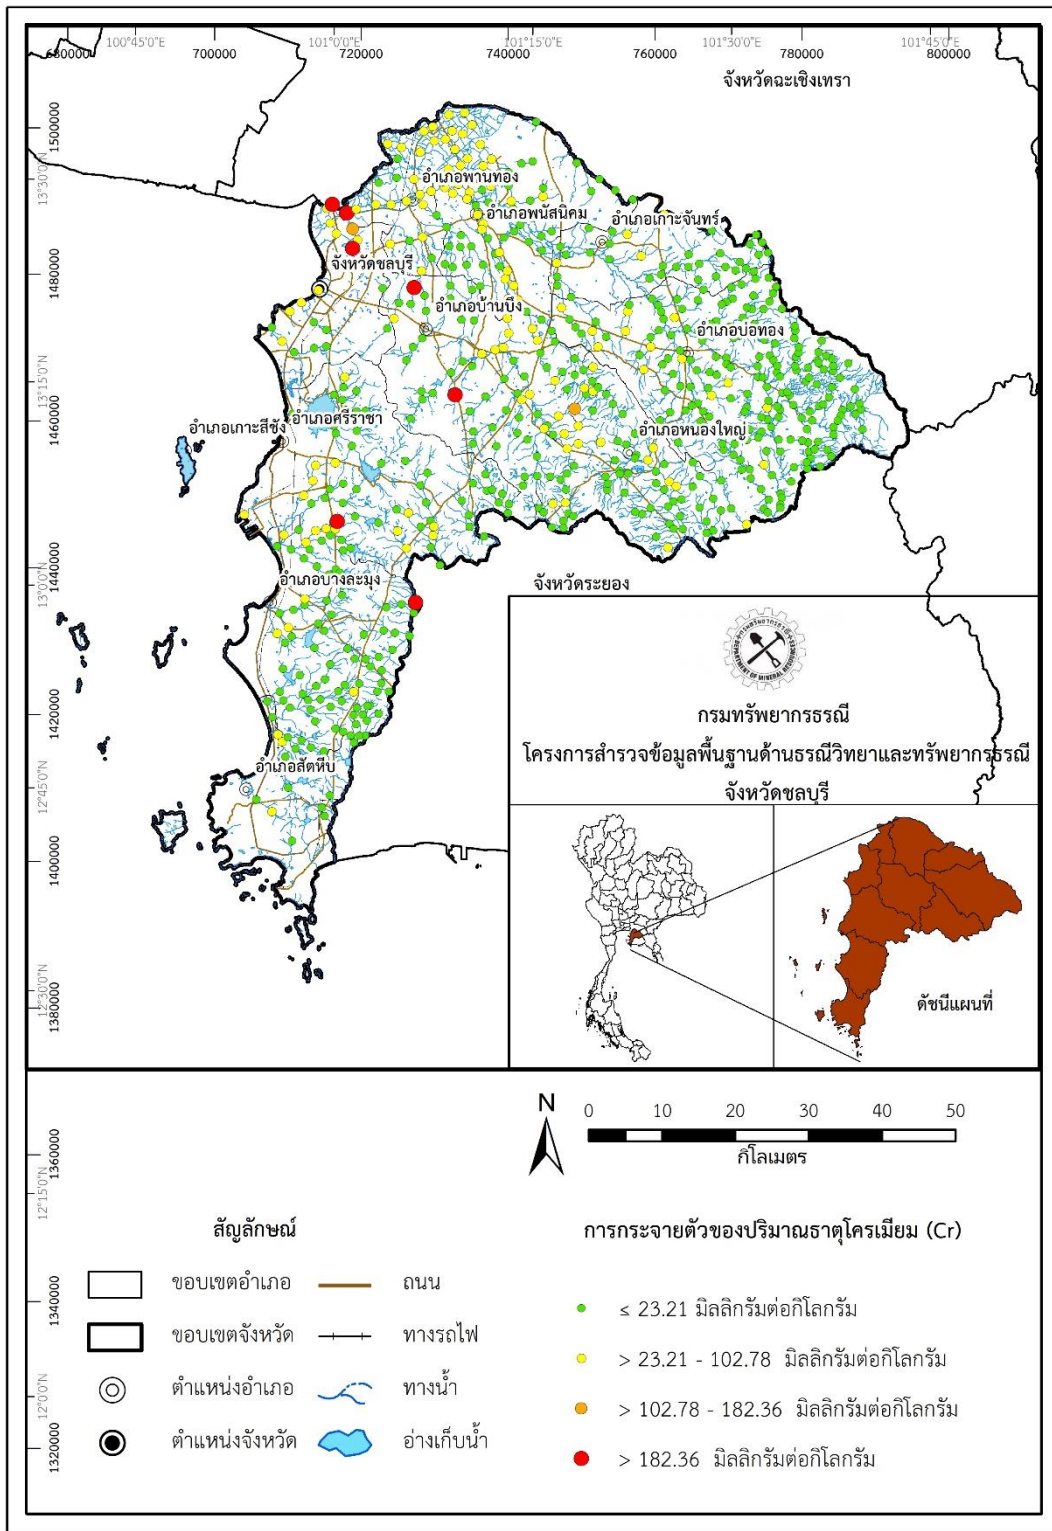 100°45'0"E 101°0'0"E 101°15'0"E 101°30'0"E 101°45'0"E
680000 700000 720000 740000 760000 780000 800000
จังหวัดฉะเชิงเทรา
1500000
13°30'0"N
อำเภอพานทอง
อำเภอพนัสนิคม
อำเภอเกาะจันทร์
1480000
จังหวัดชลบุรี
อำเภอบ้านบึง
อำเภอบ่อทอง
13°15'0"N
1460000
อำเภอศรีราชา
อำเภอเกาะสีชัง
อำเภอหนองใหญ่
1440000
13°0'0"N
อำเภอบางละมุง
จังหวัดระยอง
DEPARTMENT OF MINERAL RESOURCES
กรมทรัพยากรธรณี
1420000
โครงการสำรวจข้อมูลพื้นฐานด้านธรณีวิทยาและทรัพยากรธรณี
จังหวัดชลบุรี
อำเภอสัตหีบ
12°45'0"N
1400000
12°30'0"N
1380000
ดัชนีแผนที่
N
0 10 20 30 40 50
กิโลเมตร
1360000
12°15'0"N
สัญลักษณ์
ขอบเขตอำเภอ
ถนน
ขอบเขตจังหวัด
ทางรถไฟ
ตำแหน่งอำเภอ
ทางน้ำ
ตำแหน่งจังหวัด
อ่างเก็บน้ำ
1340000
12°0'0"N
1320000
การกระจายตัวของปริมาณธาตุโครเมียม (Cr)
≤ 23.21 มิลลิกรัมต่อกิโลกรัม
> 23.21 - 102.78 มิลลิกรัมต่อกิโลกรัม
> 102.78 - 182.36 มิลลิกรัมต่อกิโลกรัม
> 182.36 มิลลิกรัมต่อกิโลกรัม